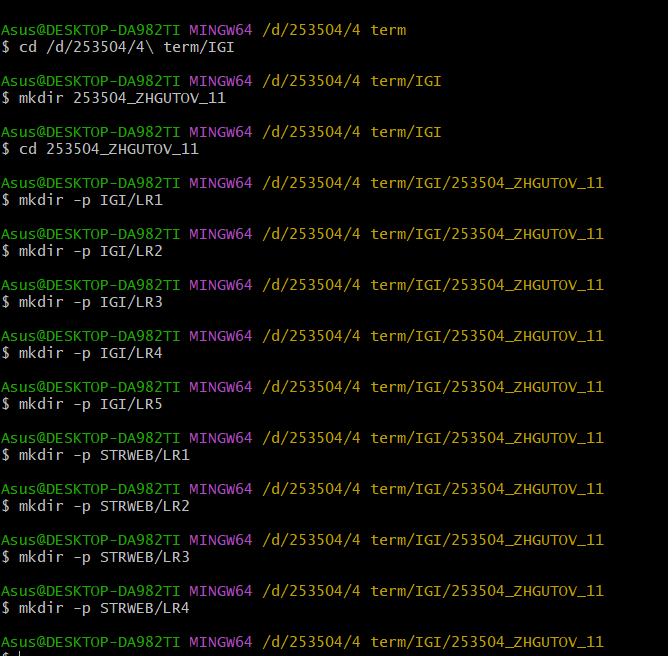 Asus@DESKTOP-DA982TI MINGW64 /d/253504/4 term
$ cd /d/253504/4\ term/IGI
Asus@DESKTOP-DA982TI MINGW64 /d/253504/4 term/IGI
$ mkdir 253504_ZHGUTOV_11
Asus@DESKTOP-DA982TI MINGW64 /d/253504/4 term/IGI
$ cd 253504_ZHGUTOV_11
Asus@DESKTOP-DA982TI MINGW64 /d/253504/4 term/IGI/253504_ZHGUTOV_11
$ mkdir -p IGI/LR1
Asus@DESKTOP-DA982TI MINGW64 /d/253504/4 term/IGI/253504_ZHGUTOV_11
$ mkdir -p IGI/LR2
Asus@DESKTOP-DA982TI MINGW64 /d/253504/4 term/IGI/253504_ZHGUTOV_11
$ mkdir -p IGI/LR3
Asus@DESKTOP-DA982TI MINGW64 /d/253504/4 term/IGI/253504_ZHGUTOV_11
$ mkdir -p IGI/LR4
Asus@DESKTOP-DA982TI MINGW64 /d/253504/4 term/IGI/253504_ZHGUTOV_11
$ mkdir -p IGI/LR5
Asus@DESKTOP-DA982TI MINGW64 /d/253504/4 term/IGI/253504_ZHGUTOV_11
$ mkdir -p STRWEB/LR1
Asus@DESKTOP-DA982TI MINGW64 /d/253504/4 term/IGI/253504_ZHGUTOV_11
$ mkdir -p STRWEB/LR2
Asus@DESKTOP-DA982TI MINGW64 /d/253504/4 term/IGI/253504_ZHGUTOV_11
$ mkdir -p STRWEB/LR3
Asus@DESKTOP-DA982TI MINGW64 /d/253504/4 term/IGI/253504_ZHGUTOV_11
$ mkdir -p STRWEB/LR4
Asus@DESKTOP-DA982TI MINGW64 /d/253504/4 term/IGI/253504_ZHGUTOV_11
$